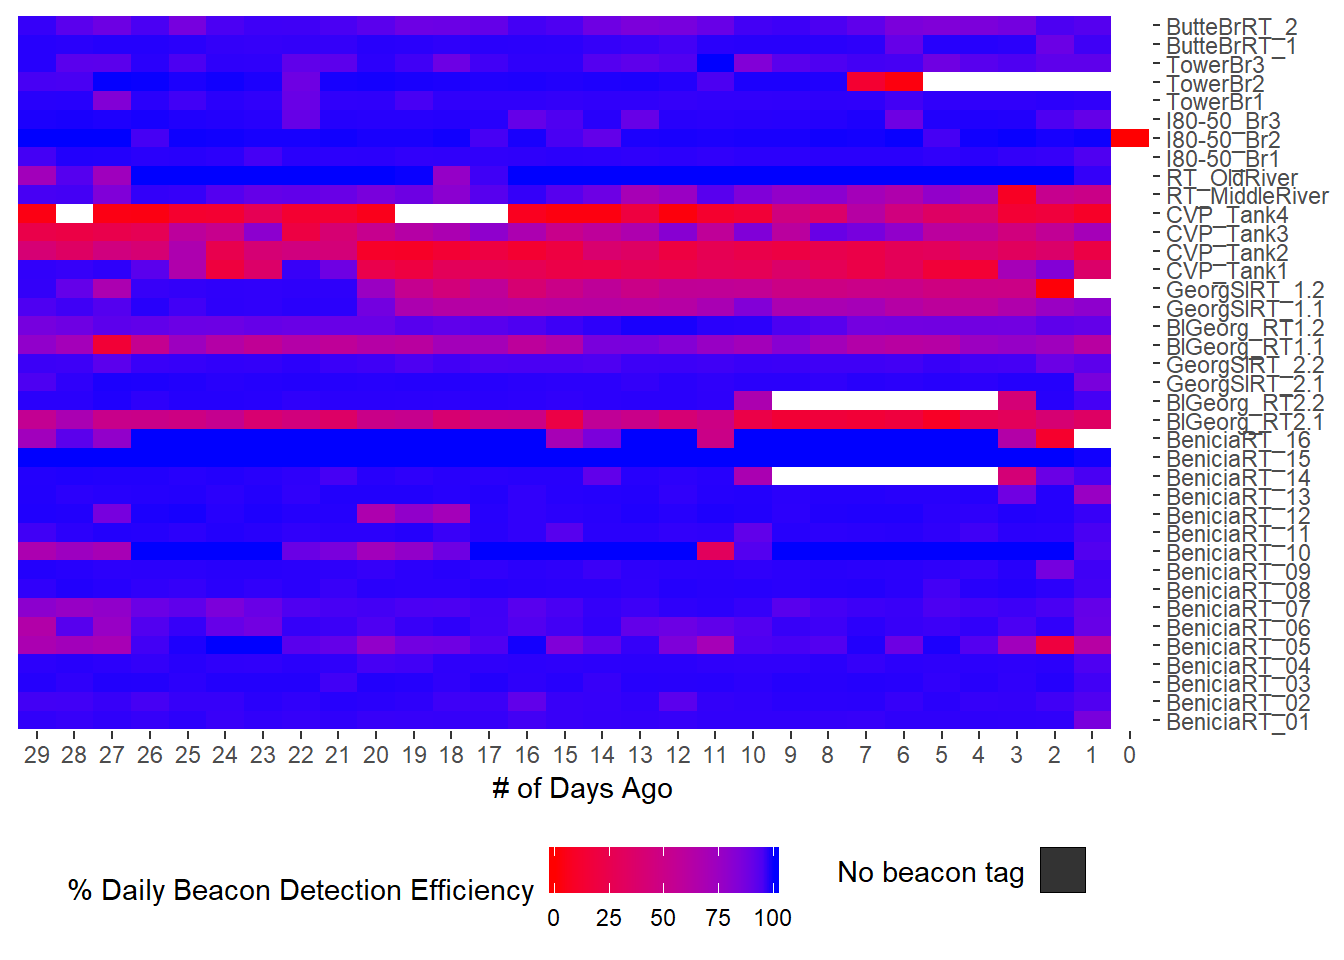 ButteBrRT_2
ButteBrRT_1
TowerBr3
TowerBr2
TowerBr1
I80-50_Br3
I80-50_Br2
I80-50_Br1
RT_OldRiver
RT_MiddleRiver
CVP_Tank4
CVP_Tank3
CVP_Tank2
CVP_Tank1
GeorgSlRT_1.2
GeorgSlRT_1.1
BlGeorg_RT1.2
BlGeorg_RT1.1
GeorgSlRT_2.2
GeorgSlRT_2.1
BlGeorg_RT2.2
BlGeorg_RT2.1
BeniciaRT_16
BeniciaRT_15
BeniciaRT_14
BeniciaRT_13
BeniciaRT_12
BeniciaRT_11
BeniciaRT_10
BeniciaRT_09
BeniciaRT_08
BeniciaRT_07
BeniciaRT_06
BeniciaRT_05
BeniciaRT_04
BeniciaRT_03
BeniciaRT_02
BeniciaRT_01
29 28 27 26 25 24 23 22 21 20 19 18 17 16 15 14 13 12 11 10 9 8 7 6 5 4 3 2 1 0
# of Days Ago
% Daily Beacon Detection Efficiency
0 25 50 75 100
No beacon tag